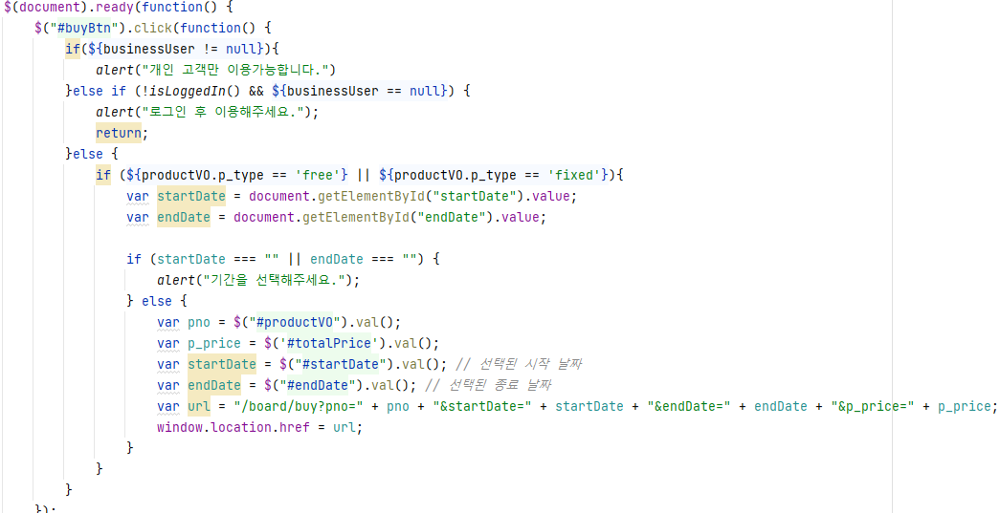 $(document).ready(function() {
    $("#buyBtn").click(function() {
        if(${businessUser != null}){
            alert("개인 고객만 이용가능합니다.")
        }else if (!isLoggedIn() && ${businessUser == null}) {
            alert("로그인 후 이용해주세요.");
            return;
        }else {
            if (${productVO.p_type == 'free'} || ${productVO.p_type == 'fixed'}){
                var startDate = document.getElementById("startDate").value;
                var endDate = document.getElementById("endDate").value;

                if (startDate === "" || endDate === "") {
                    alert("기간을 선택해주세요.");
                } else {
                    var pno = $("#productVO").val();
                    var p_price = $('#totalPrice').val();
                    var startDate = $("#startDate").val(); // 선택된 시작 날짜
                    var endDate = $("#endDate").val(); // 선택된 종료 날짜
                    var url = "/board/buy?pno=" + pno + "&startDate=" + startDate + "&endDate=" + endDate + "&p_price=" + p_price;
                    window.location.href = url;
                }
            }
        }
    });